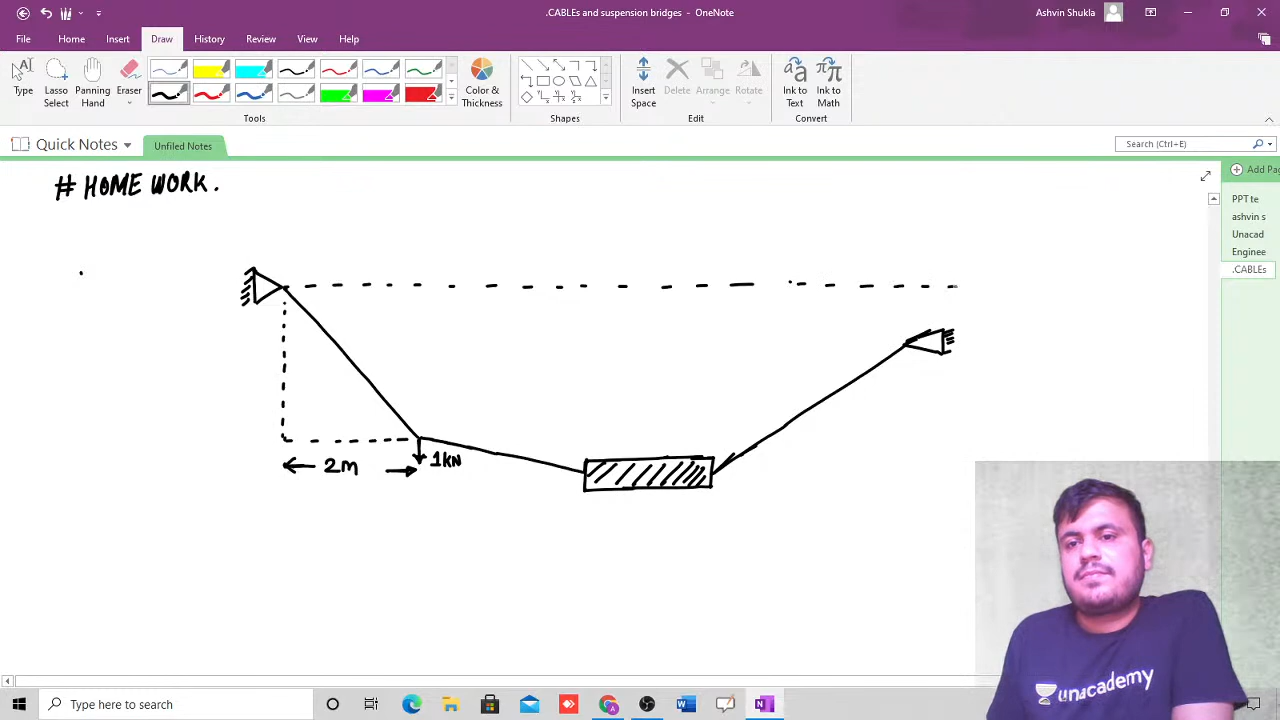 .CABLEs and suspension bridges - OneNote
Ashvin Shukla
File Home Insert Draw History Review View Help
Type
Lasso Select
Panning Hand
Eraser
Color & Thickness
Insert Space
Delete
Arrange
Rotate
Ink to Text
Ink to Math
Tools
Shapes
Edit
Convert
Quick Notes
Unfiled Notes
Search (Ctrl+E)
Add Pag
# HOME WORK.
PPT te
ashvin s
Unacad
Enginee
.CABLEs
1KN
2m
unacademy
Type here to search